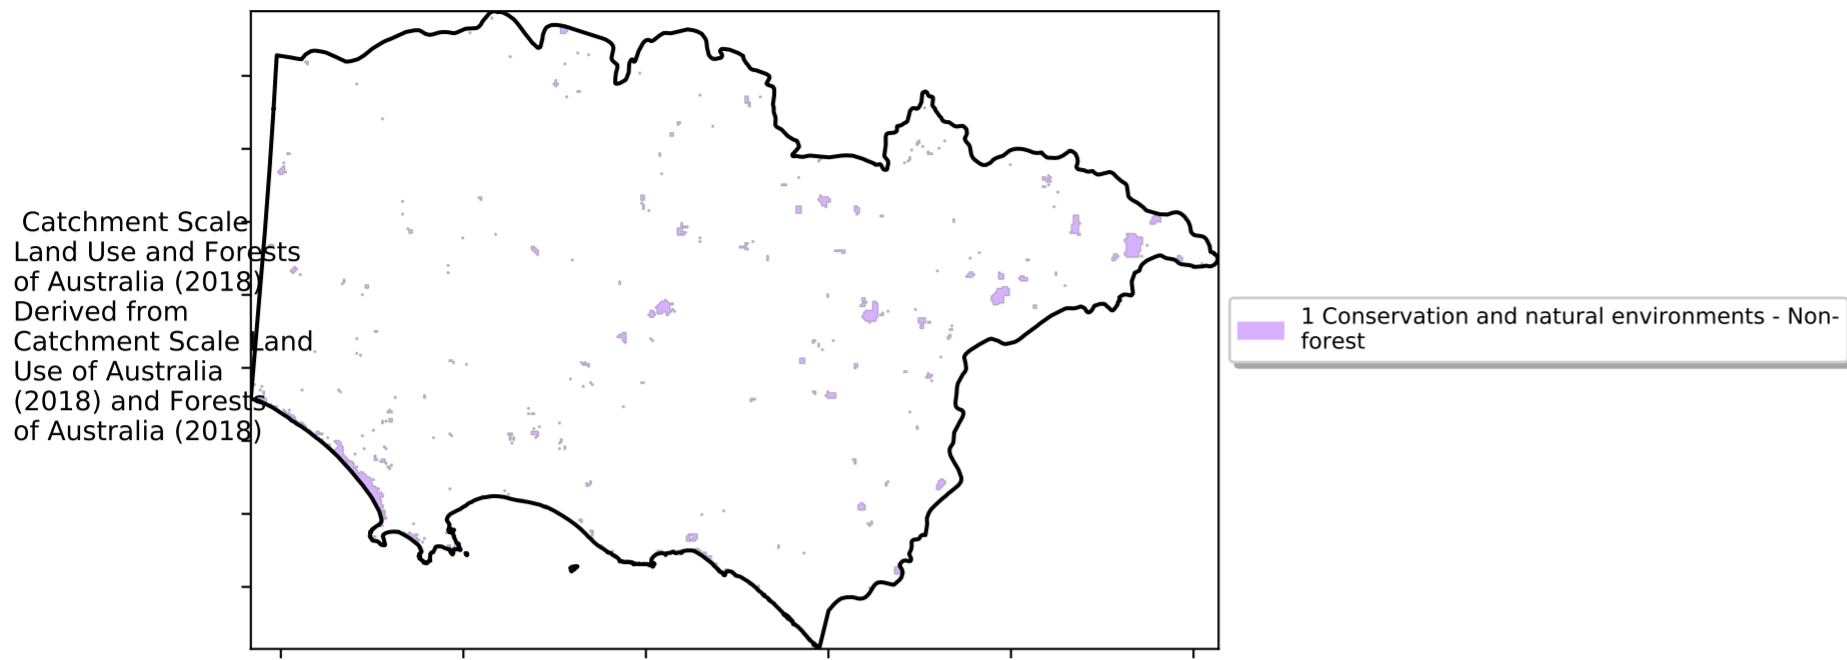 Catchment Scale
Land Use and Forests
of Australia (2018)
Derived from
Catchment Scale Land
Use of Australia
(2018) and Forests
of Australia (2018)
1 Conservation and natural environments - Non-
forest